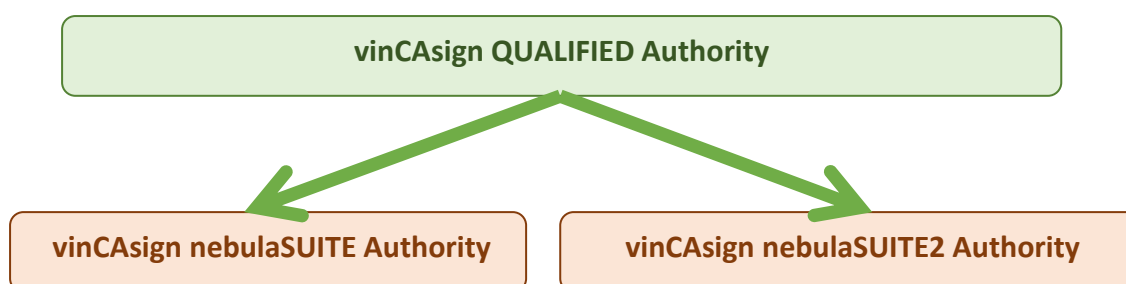 vinCAsign QUALIFIED Authority
vinCAsign nebulaSUITE Authority
vinCAsign nebulaSUITE2 Authority